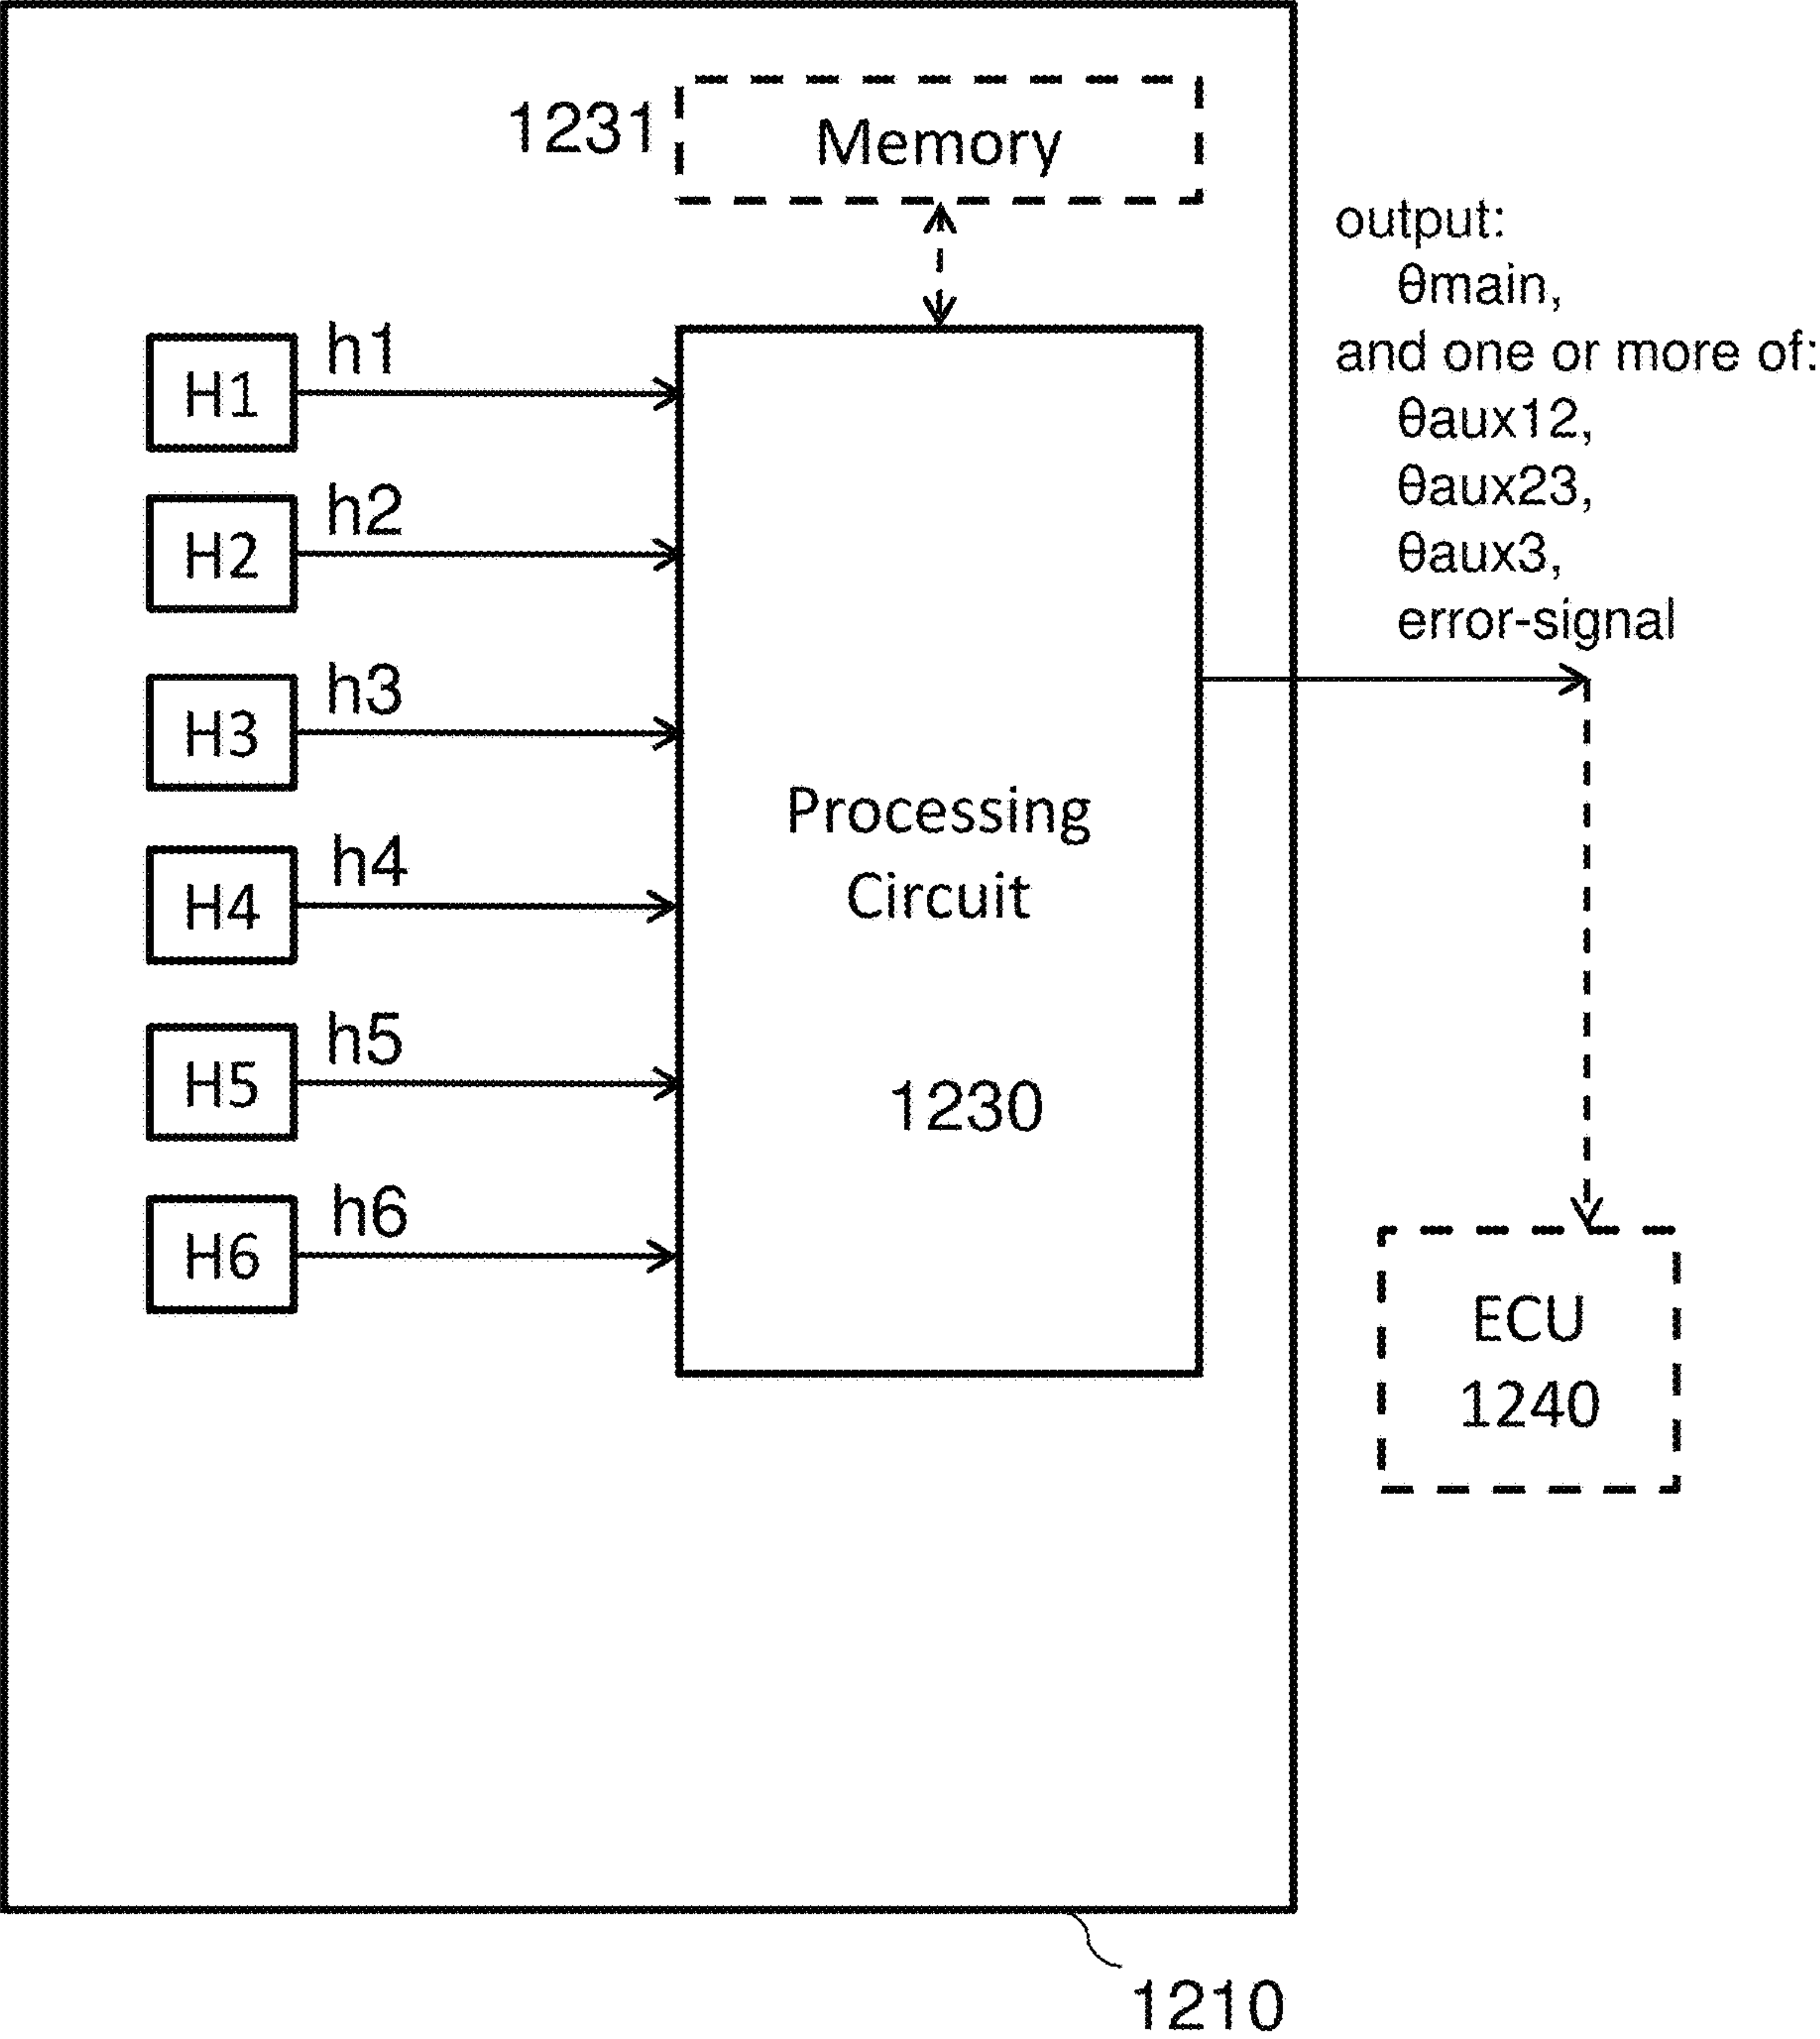 1231
Memory
output:
θmain,
and one or more of:
θaux12,
θaux23,
θaux3,
error-signal
H1
h1
H2
h2
H3
h3
H4
h4
H5
h5
H6
h6
Processing
Circuit
1230
ECU
1240
1210